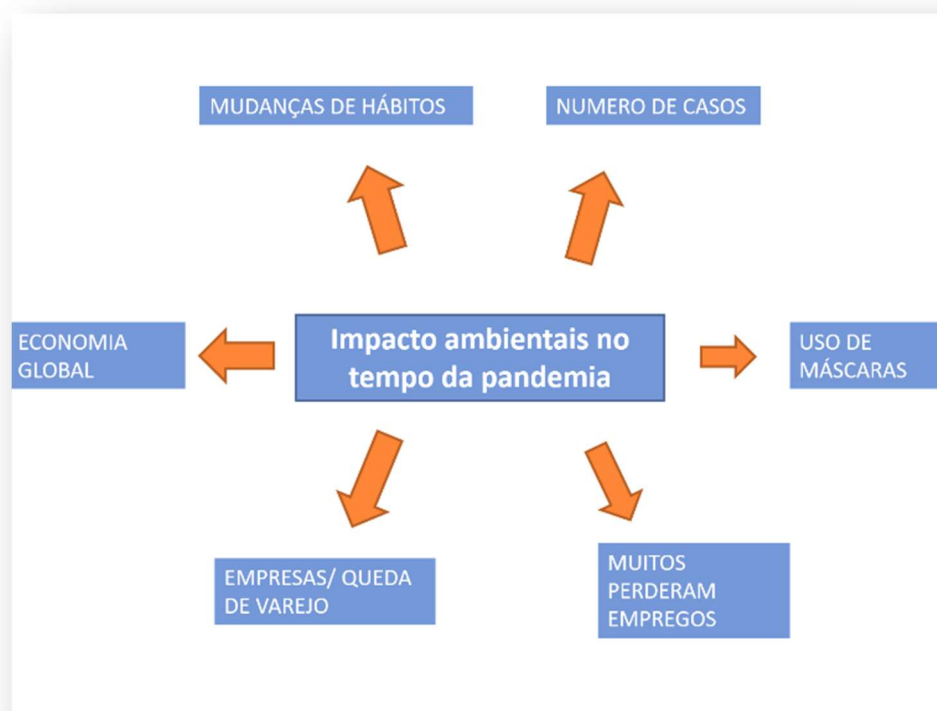 MUDANÇAS DE HÁBITOS
NUMERO DE CASOS
ECONOMIA
GLOBAL
Impacto ambientais no
tempo da pandemia
USO DE
MÁSCARAS
EMPRESAS/ QUEDA
DE VAREJO
MUITOS
PERDERAM
EMPREGOS